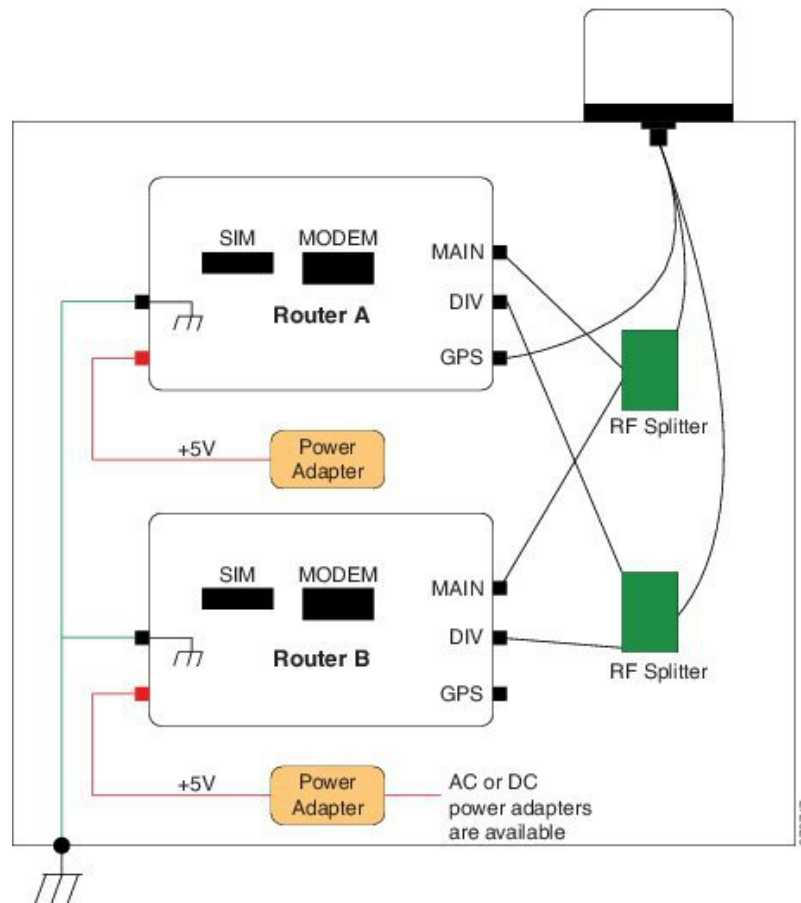 SIM
MODEM
MAIN
DIV
Router A
GPS
RF Splitter
+5V
Power
Adapter
SIM
MODEM
MAIN
DIV
Router B
RF Splitter
GPS
+5V
Power
Adapter
AC or DC
power adapters
are available